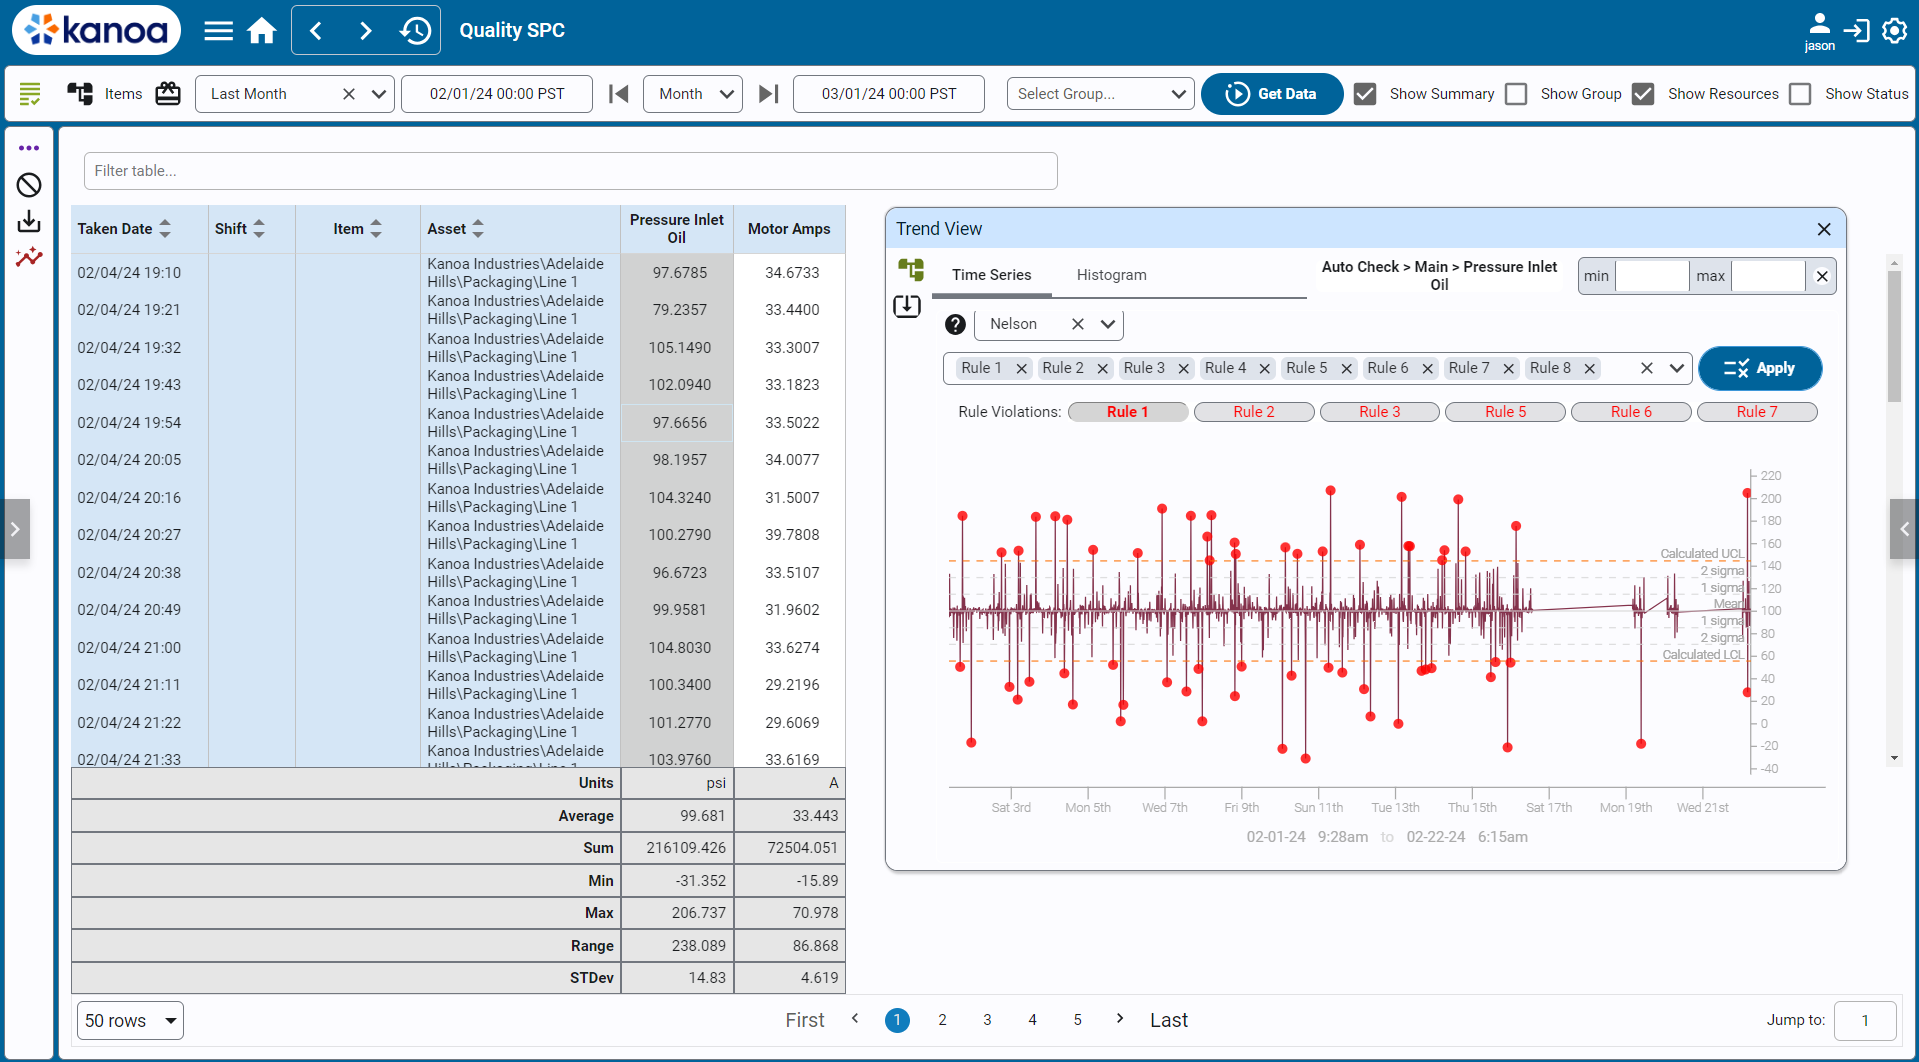 kanoa
Quality SPC
jason
Items
Last Month
02/01/24 00:00 PST
Month
03/01/24 00:00 PST
Select Group...
Get Data
Show Summary
Show Group
Show Resources
Show Status
Filter table...
Taken Date Shift Item Asset Pressure Inlet Oil Motor Amps
02/04/24 19:10 Kanoa Industries\Adelaide Hills\Packaging\Line 1 97.6785 34.6733
02/04/24 19:21 Kanoa Industries\Adelaide Hills\Packaging\Line 1 79.2357 33.4400
02/04/24 19:32 Kanoa Industries\Adelaide Hills\Packaging\Line 1 105.1490 33.3007
02/04/24 19:43 Kanoa Industries\Adelaide Hills\Packaging\Line 1 102.0940 33.1823
02/04/24 19:54 Kanoa Industries\Adelaide Hills\Packaging\Line 1 97.6656 33.5022
02/04/24 20:05 Kanoa Industries\Adelaide Hills\Packaging\Line 1 98.1957 34.0077
02/04/24 20:16 Kanoa Industries\Adelaide Hills\Packaging\Line 1 104.3240 31.5007
02/04/24 20:27 Kanoa Industries\Adelaide Hills\Packaging\Line 1 100.2790 39.7808
02/04/24 20:38 Kanoa Industries\Adelaide Hills\Packaging\Line 1 96.6723 33.5107
02/04/24 20:49 Kanoa Industries\Adelaide Hills\Packaging\Line 1 99.9581 31.9602
02/04/24 21:00 Kanoa Industries\Adelaide Hills\Packaging\Line 1 104.8030 33.6274
02/04/24 21:11 Kanoa Industries\Adelaide Hills\Packaging\Line 1 100.3400 29.2196
02/04/24 21:22 Kanoa Industries\Adelaide Hills\Packaging\Line 1 101.2770 29.6069
02/04/24 21:33 Kanoa Industries\Adelaide 103.9760 33.6169
Units psi A
Average 99.681 33.443
Sum 216109.426 72504.051
Min -31.352 -15.89
Max 206.737 70.978
Range 238.089 86.868
STDev 14.83 4.619
50 rows
First 1 2 3 4 5 Last
Jump to: 1
Trend View
Time Series
Histogram
Auto Check > Main > Pressure Inlet
Oil
min max
Nelson
Rule 1 Rule 2 Rule 3 Rule 4 Rule 5 Rule 6 Rule 7 Rule 8
Apply
Rule Violations: Rule 1 Rule 2 Rule 3 Rule 5 Rule 6 Rule 7
220
200
180
160
Calculated UCL
140
2 sigma
120
1 sigma
Mean
100
1 sigma
80
2 sigma
Calculated LCL
60
40
20
0
-20
-40
Sat 3rd Mon 5th Wed 7th Fri 9th Sun 11th Tue 13th Thu 15th Sat 17th Mon 19th Wed 21st
02-01-24 9:28am to 02-22-24 6:15am